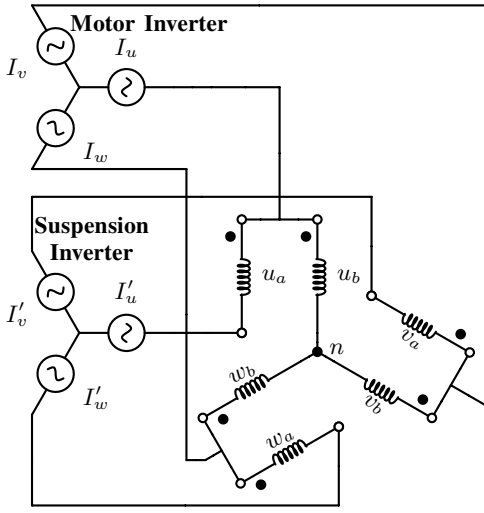 Motor Inverter
I_u
I_v
I_w
Suspension
Inverter
I'_u
I'_v
I'_w
u_a
u_b
n
v_a
w_b
v_b
w_a